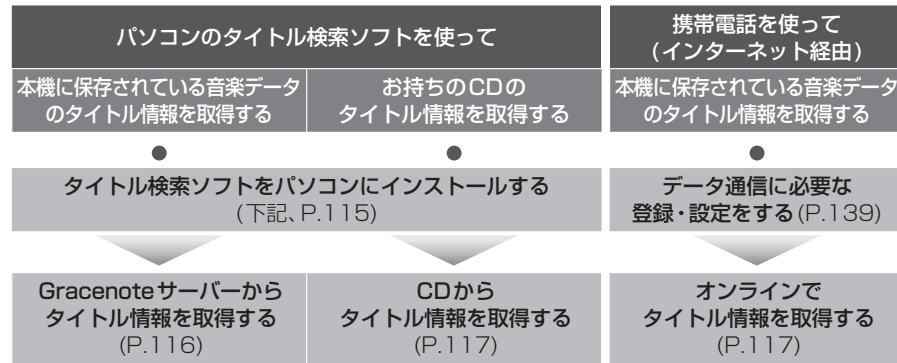 パソコンのタイトル検索ソフトを使って
携帯電話を使って
(インターネット経由)
本機に保存されている音楽データ
のタイトル情報を取得する
お持ちのCDの
タイトル情報を取得する
本機に保存されている音楽データ
のタイトル情報を取得する
タイトル検索ソフトをパソコンにインストールする
(下記、P.115)
データ通信に必要な
登録・設定をする(P.139)
Gracenoteサーバーから
タイトル情報を取得する
(P.116)
CDから
タイトル情報を取得する
(P.117)
オンラインで
タイトル情報を取得する
(P.117)